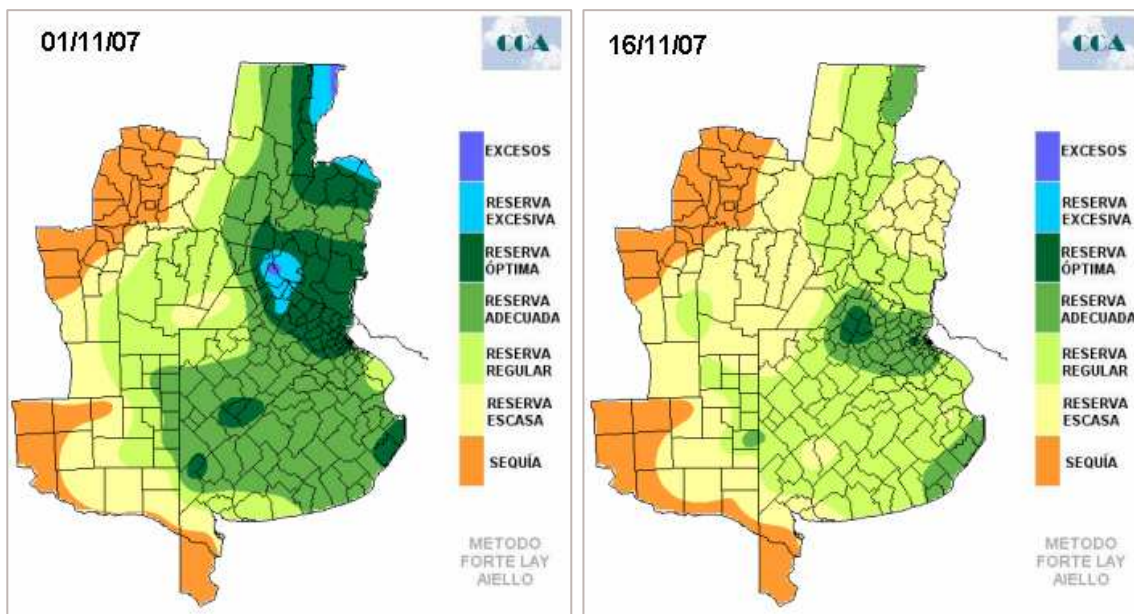 01/11/07
CCA
EXCESOS
RESERVA
EXCESIVA
RESERVA
ÓPTIMA
RESERVA
ADECUADA
RESERVA
REGULAR
RESERVA
ESCASA
SEQUÍA
METODO
FORTE LAY
AIELLO
16/11/07
CCA
EXCESOS
RESERVA
EXCESIVA
RESERVA
ÓPTIMA
RESERVA
ADECUADA
RESERVA
REGULAR
RESERVA
ESCASA
SEQUÍA
METODO
FORTE LAY
AIELLO